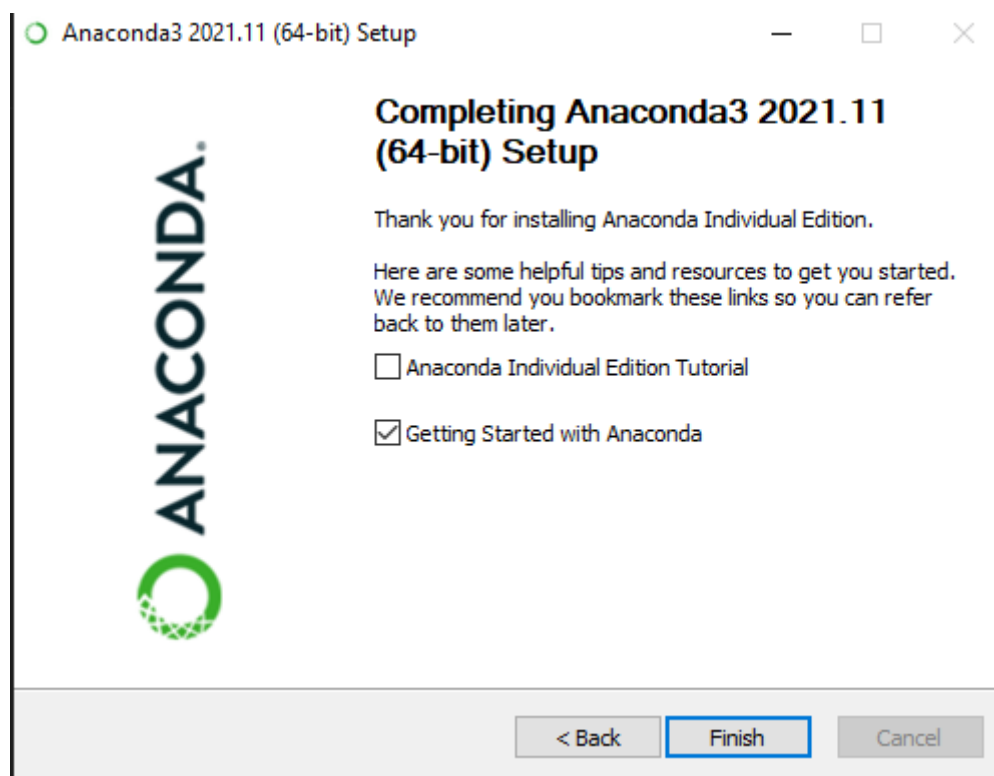 Anaconda3 2021.11 (64-bit) Setup
Completing Anaconda3 2021.11
(64-bit) Setup
Thank you for installing Anaconda Individual Edition.
Here are some helpful tips and resources to get you started.
We recommend you bookmark these links so you can refer
back to them later.
Anaconda Individual Edition Tutorial
Getting Started with Anaconda
ANACONDA.
< Back
Finish
Cancel